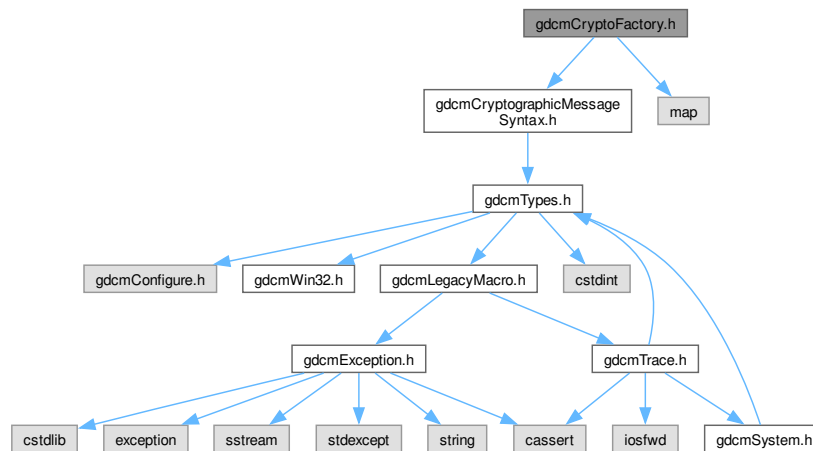 gdcmCryptoFactory.h
gdcmCryptographicMessage
Syntax.h
map
gdcmTypes.h
gdcmConfigure.h
gdcmWin32.h
gdcmLegacyMacro.h
cstdint
gdcmException.h
gdcmTrace.h
cstdlib
exception
sstream
stdexcept
string
cassert
iosfwd
gdcmSystem.h